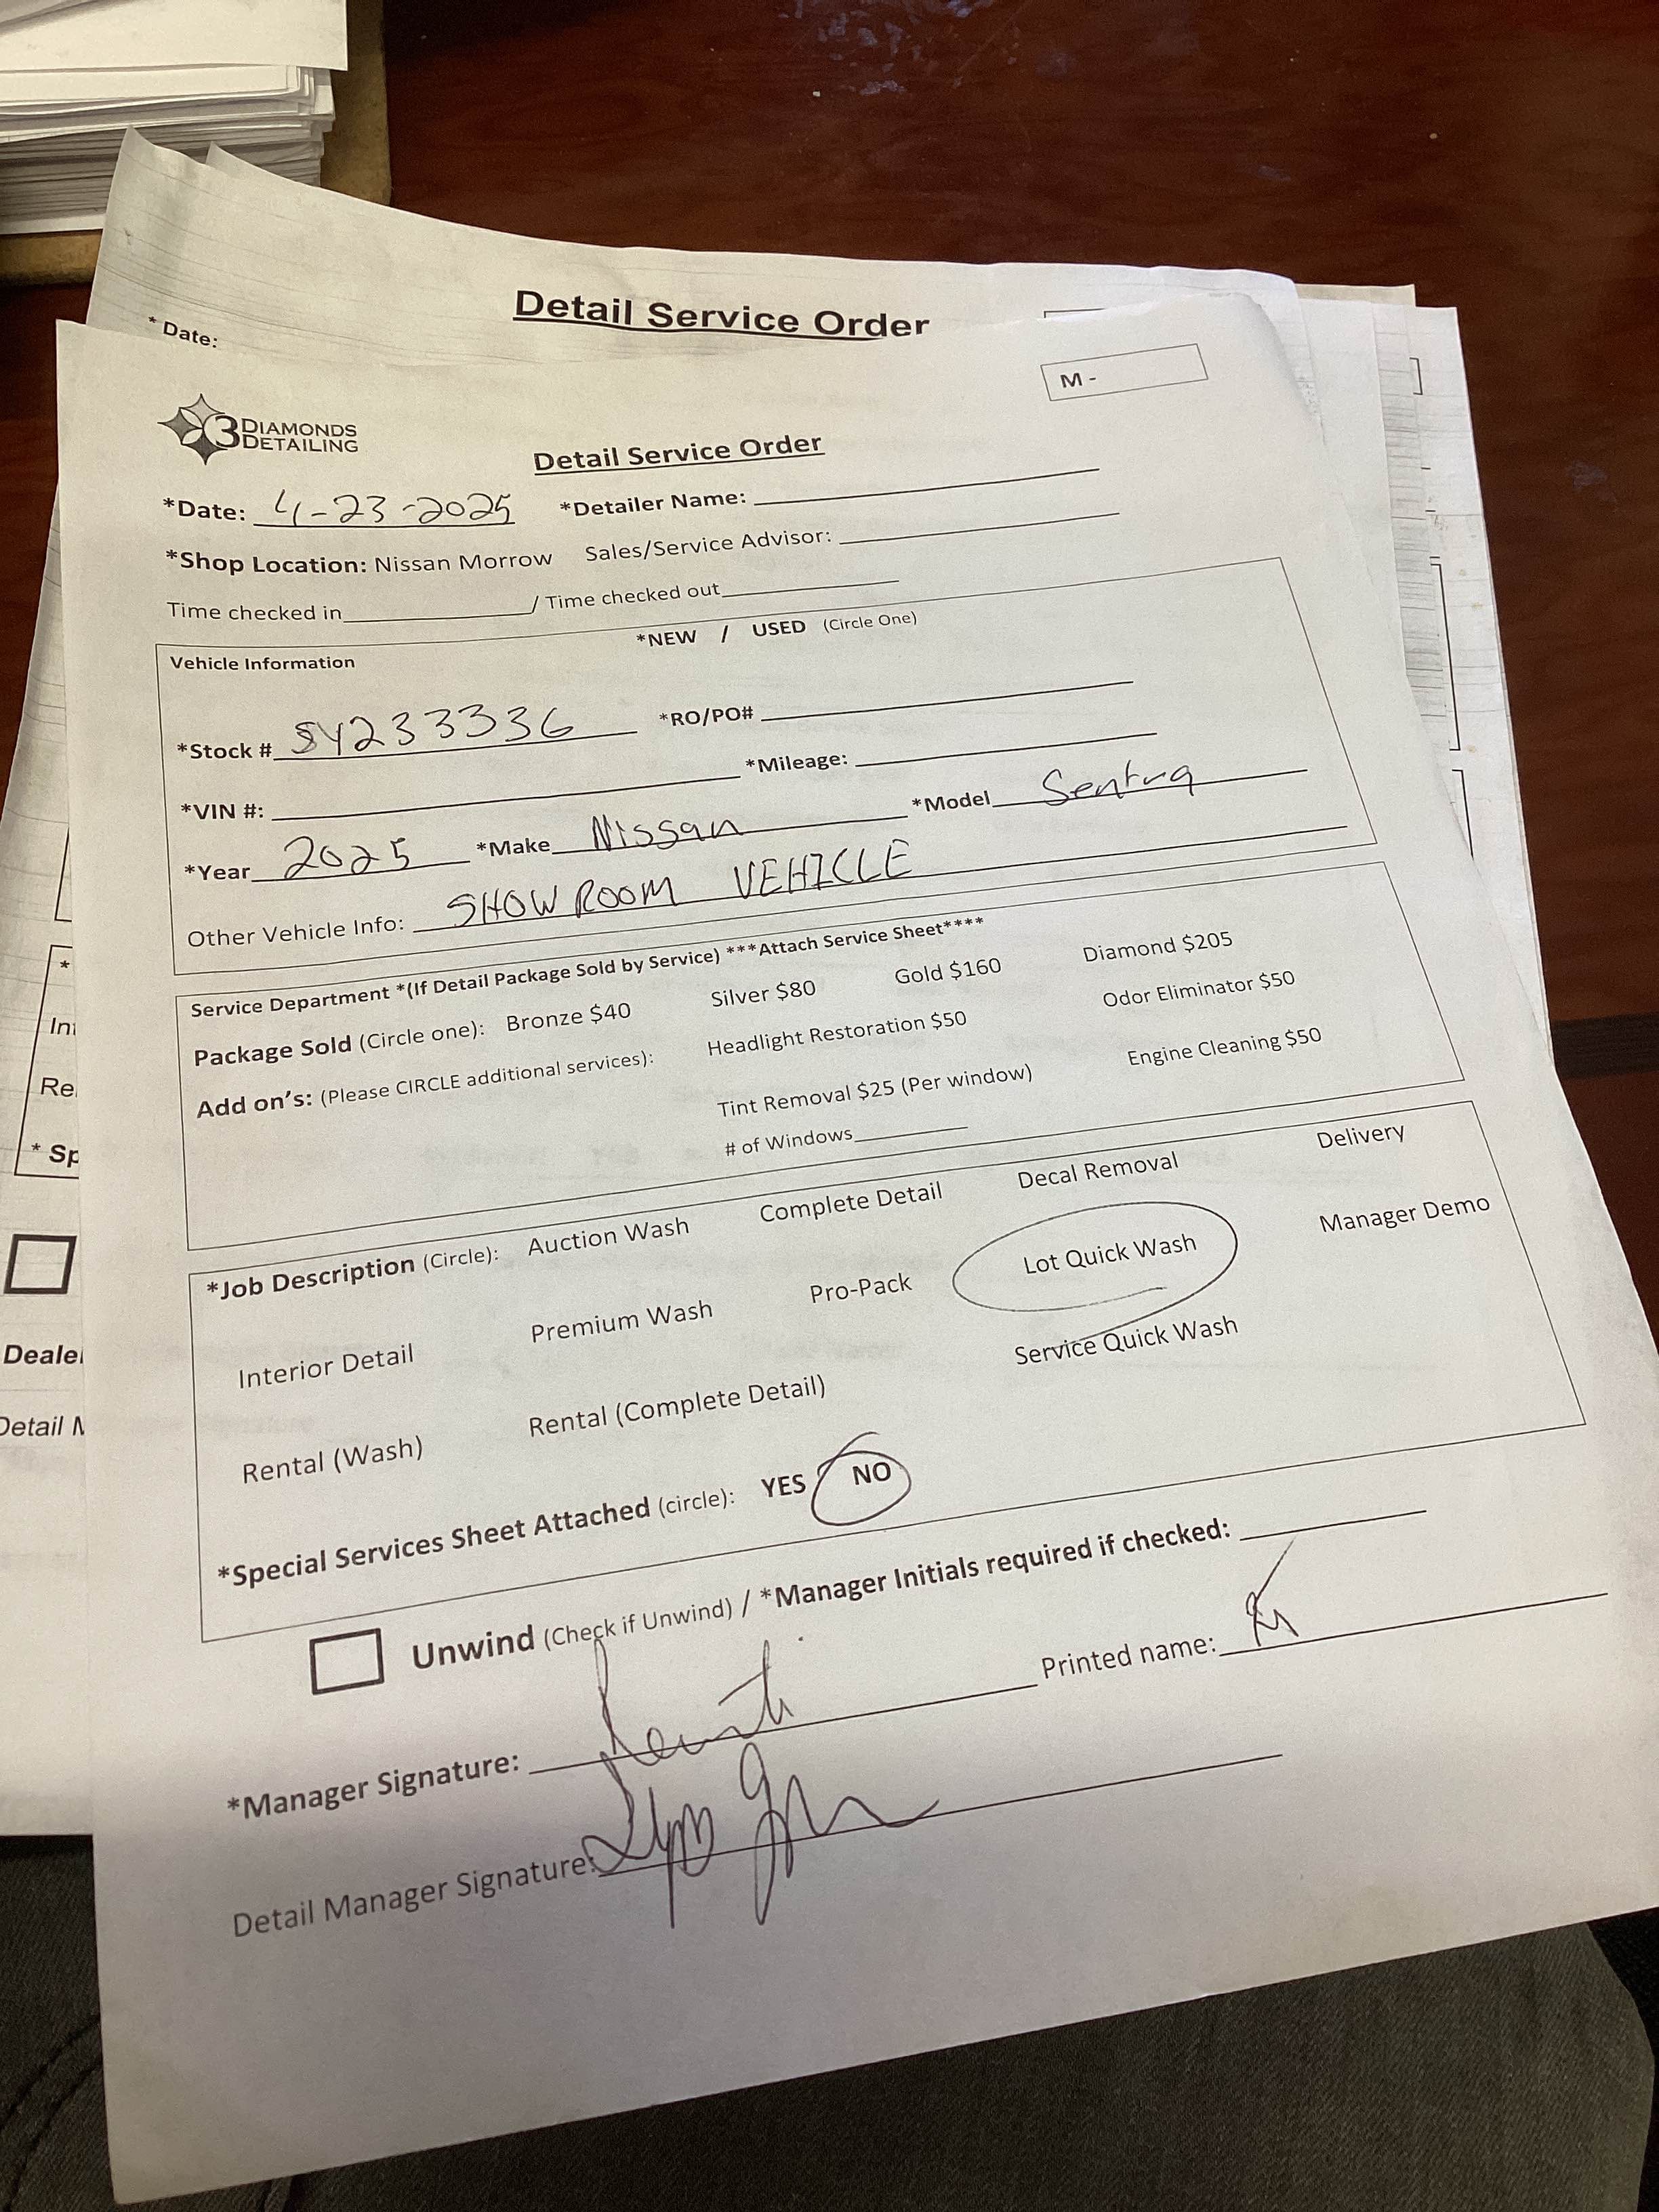 Detail Service Order
* Date:
M -
3 DIAMONDS
DETAILING
Detail Service Order
*Date: 4-23-2025 *Detailer Name:
*Shop Location: Nissan Morrow Sales/Service Advisor:
Time checked in / Time checked out
Vehicle Information *NEW / USED (Circle One)
*Stock # SY233336 *RO/PO#
*VIN #: *Mileage:
*Year 2025 *Make Nissan *Model Sentra
Other Vehicle Info: SHOWROOM VEHICLE
Service Department *(If Detail Package Sold by Service) ***Attach Service Sheet****
Package Sold (Circle one): Bronze $40 Silver $80 Gold $160 Diamond $205
Add on's: (Please CIRCLE additional services): Headlight Restoration $50 Odor Eliminator $50
Tint Removal $25 (Per window) Engine Cleaning $50
# of Windows
*Job Description (Circle): Auction Wash Complete Detail Decal Removal Delivery
Interior Detail Premium Wash Pro-Pack Lot Quick Wash Manager Demo
Rental (Wash) Rental (Complete Detail) Service Quick Wash
*Special Services Sheet Attached (circle): YES NO
Unwind (Check if Unwind) / *Manager Initials required if checked:
*Manager Signature: Printed name:
Detail Manager Signature:
*
Re
* Sp
Deale
Detail